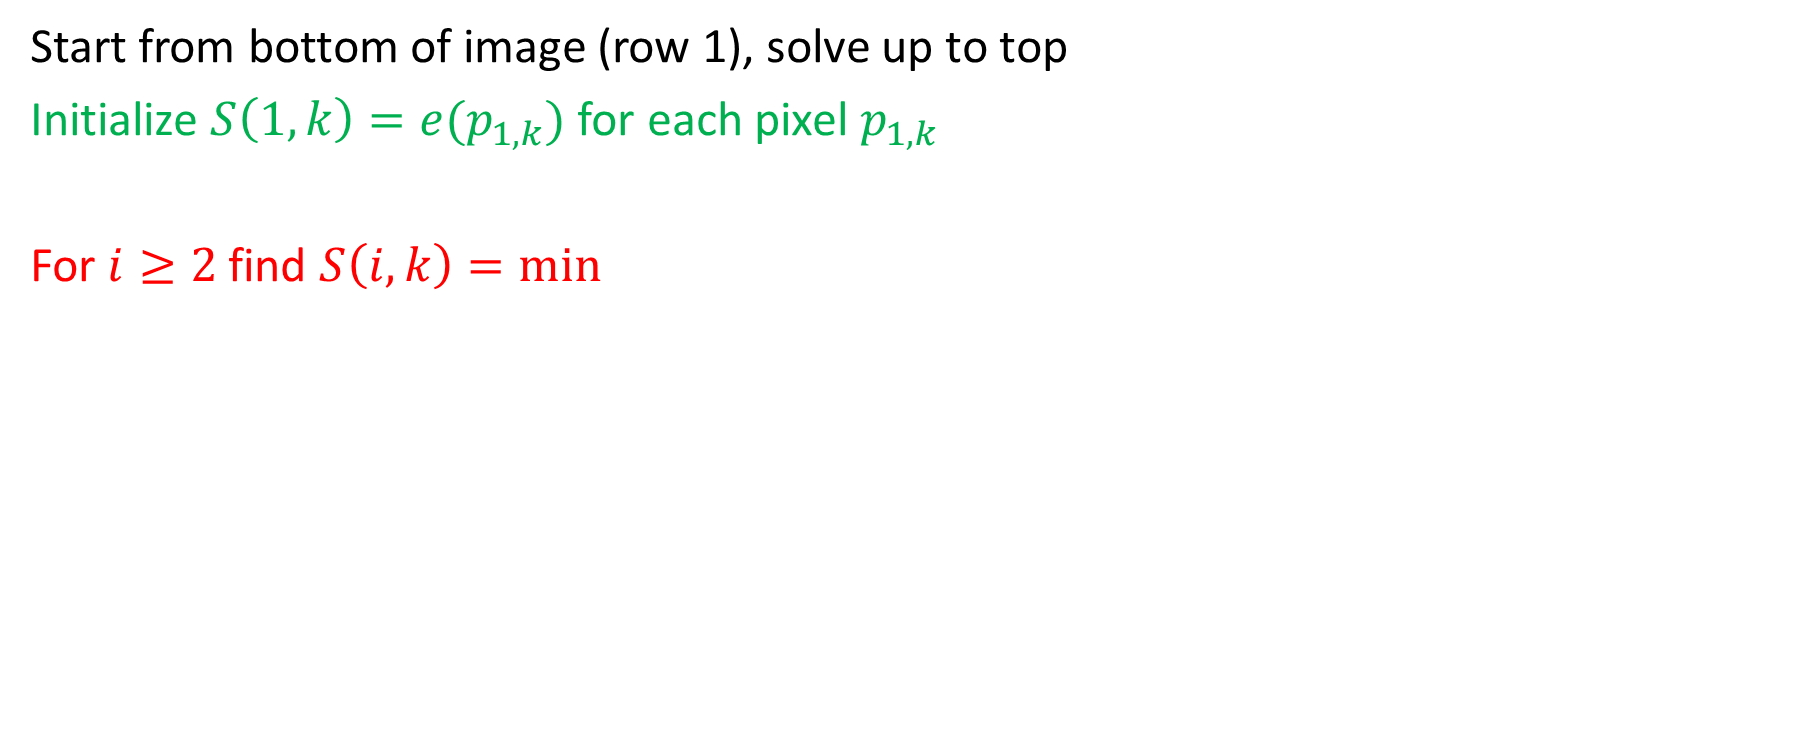 Start from bottom of image (row 1), solve up to top
Initialize S(1, k) = e(p₁,ₖ) for each pixel p₁,ₖ
For i ≥ 2 find S(i, k) = min